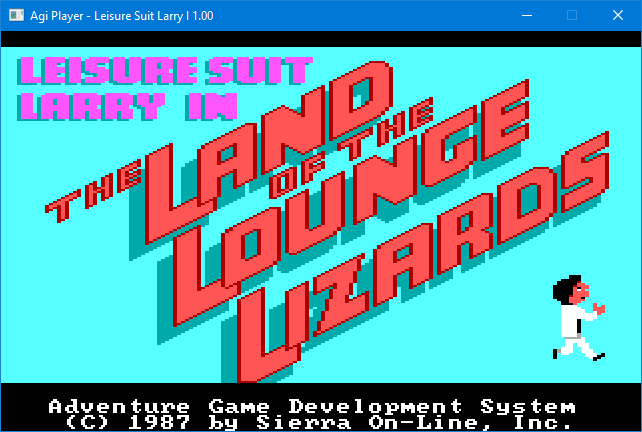 Agi Player - Leisure Suit Larry I 1.00
LEISURE SUIT
LARRY IN
THE LAND
OF THE
LOUNGE
LIZARDS
Adventure Game Development System
(C) 1987 by Sierra On-Line, Inc.